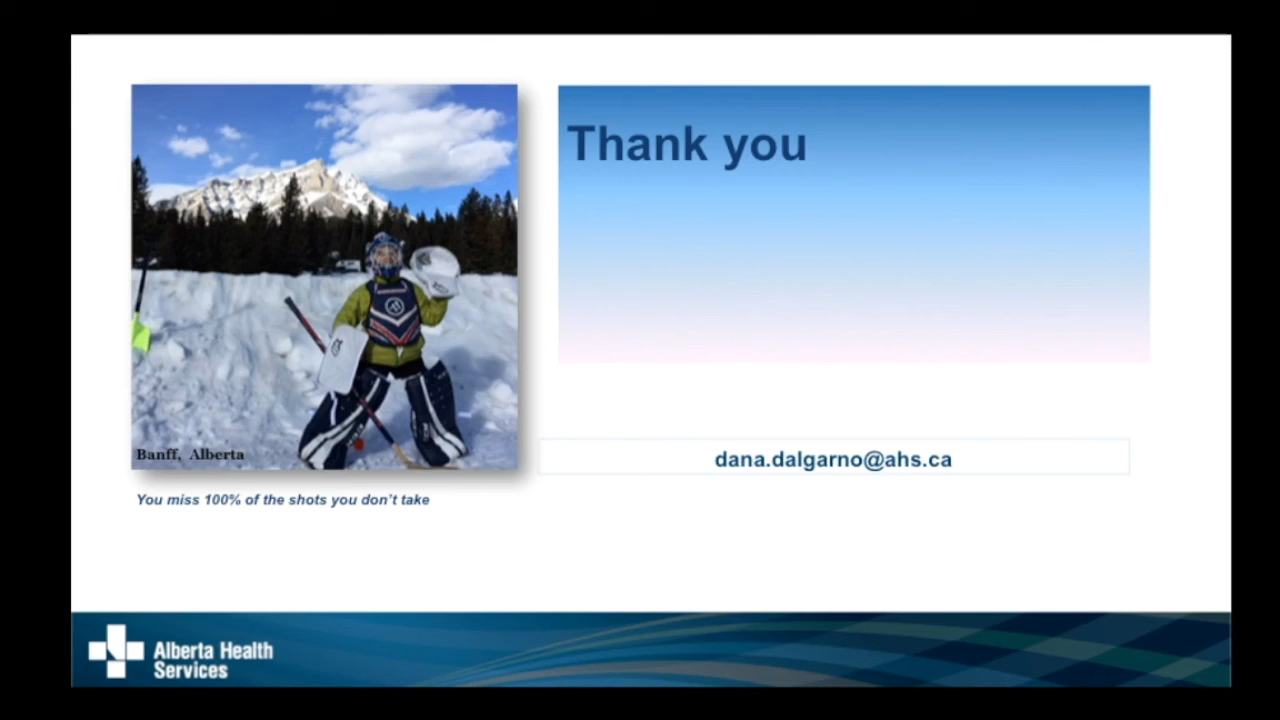 Thank you
Banff, Alberta
You miss 100% of the shots you don't take
dana.dalgarno@ahs.ca
Alberta Health
Services